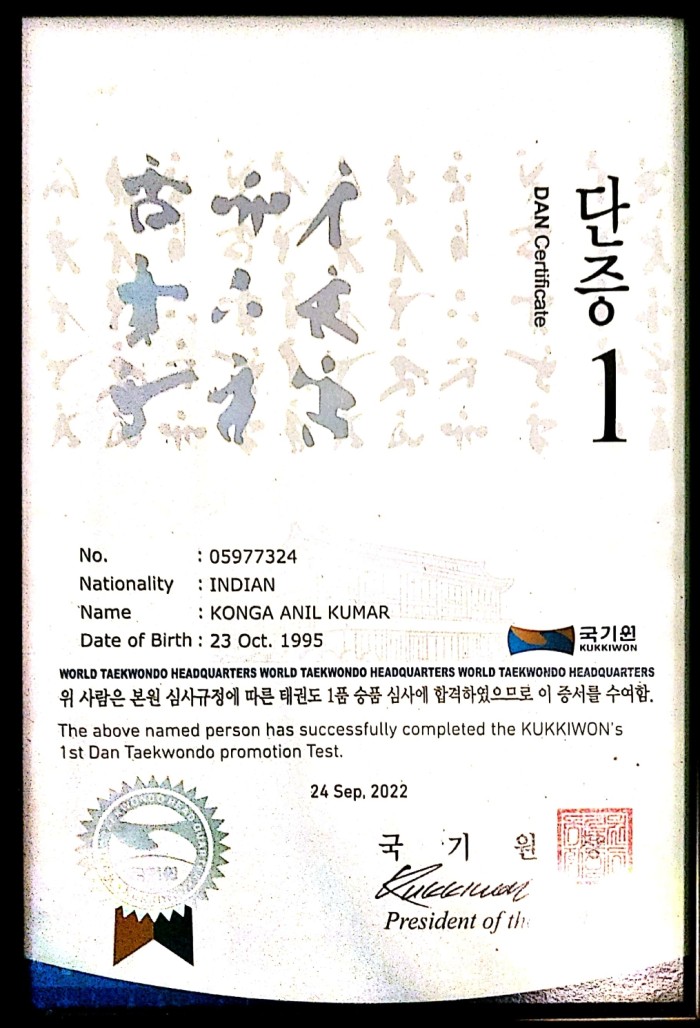 단증 1
DAN Certificate
No. : 05977324
Nationality : INDIAN
Name : KONGA ANIL KUMAR
Date of Birth : 23 Oct. 1995
국기원
KUKKIWON
WORLD TAEKWONDO HEADQUARTERS WORLD TAEKWONDO HEADQUARTERS WORLD TAEKWONDO HEADQUARTERS
위 사람은 본원 심사규정에 따른 태권도 1품 승품 심사에 합격하였으므로 이 증서를 수여함.
The above named person has successfully completed the KUKKIWON's
1st Dan Taekwondo promotion Test.
24 Sep, 2022
국 기 원
Kukkiwon
President of th